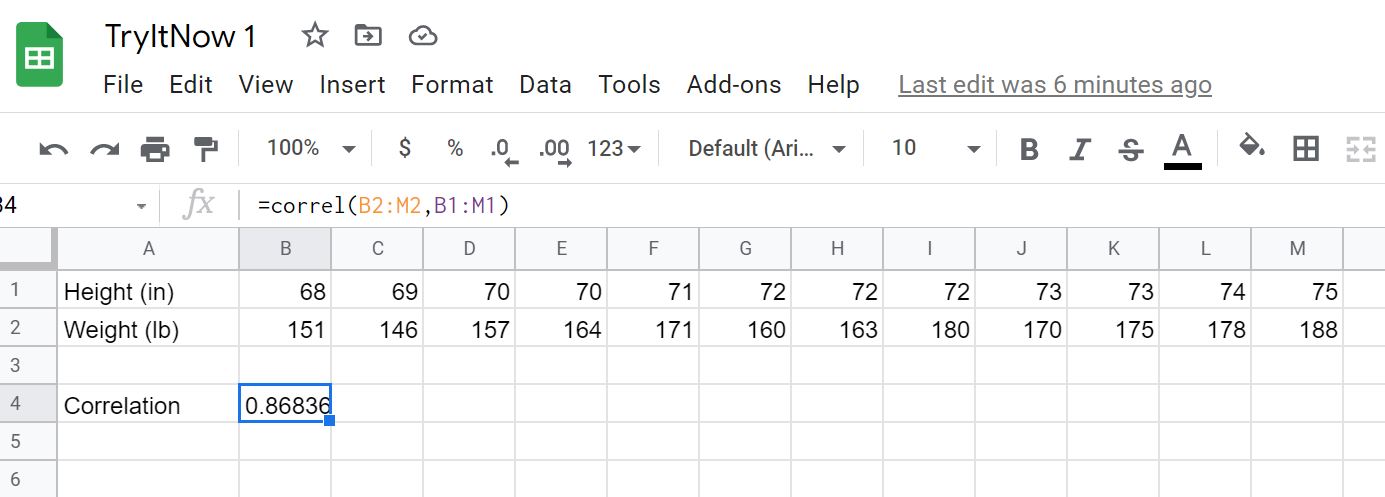 TryItNow 1
File Edit View Insert Format Data Tools Add-ons Help Last edit was 6 minutes ago
100% $ % .0 .00 123 Default (Ari... 10 B I S A
fx =correl(B2:M2,B1:M1)
A B C D E F G H I J K L M
1 Height (in) 68 69 70 70 71 72 72 72 73 73 74 75
2 Weight (lb) 151 146 157 164 171 160 163 180 170 175 178 188
3
4 Correlation 0.86836
5
6